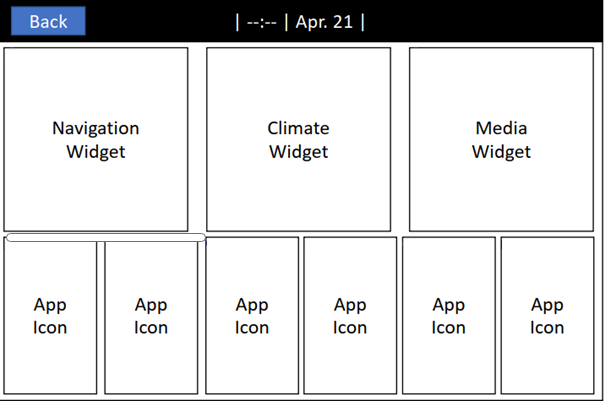 Back | --:-- | Apr. 21 |
Navigation
Widget
Climate
Widget
Media
Widget
App
Icon
App
Icon
App
Icon
App
Icon
App
Icon
App
Icon